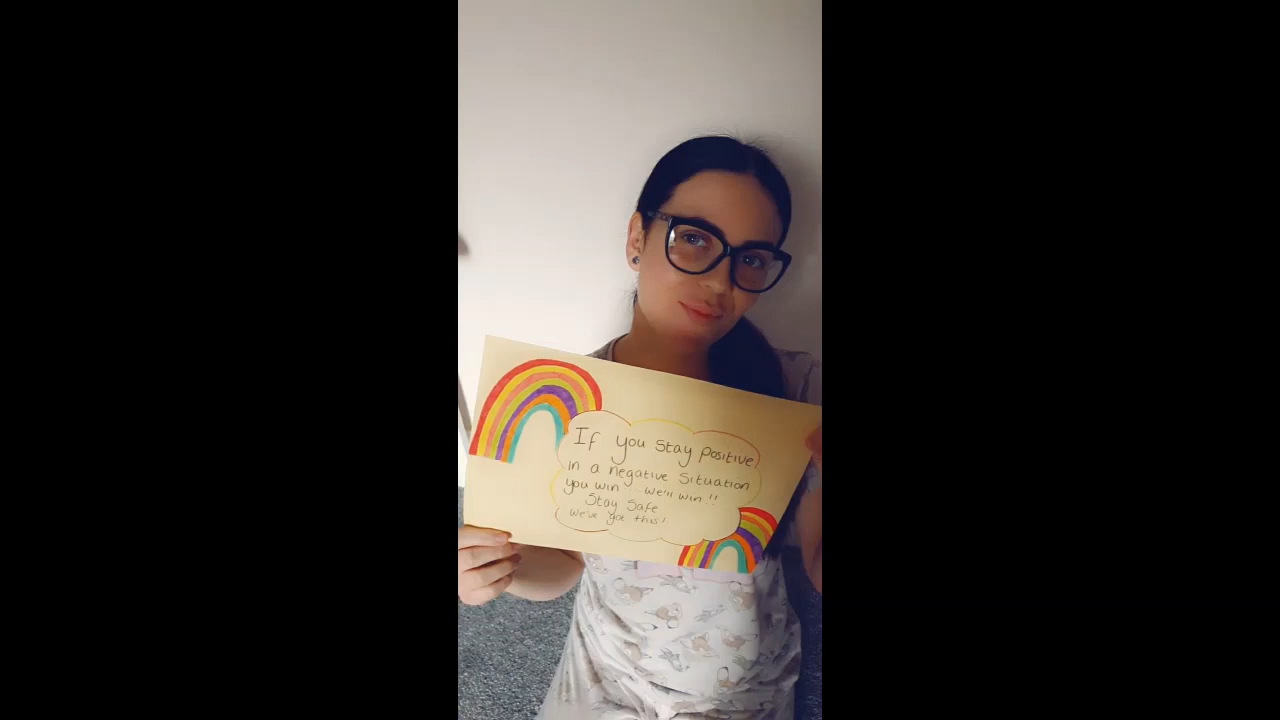 If you stay positive
in a negative situation
you win ... we'll win!!
Stay Safe
we've got this!